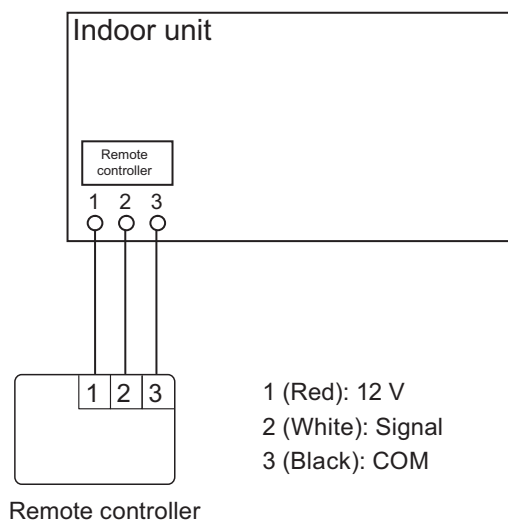 Indoor unit
Remote
controller
1 2 3
1 2 3
1 (Red): 12 V
2 (White): Signal
3 (Black): COM
Remote controller